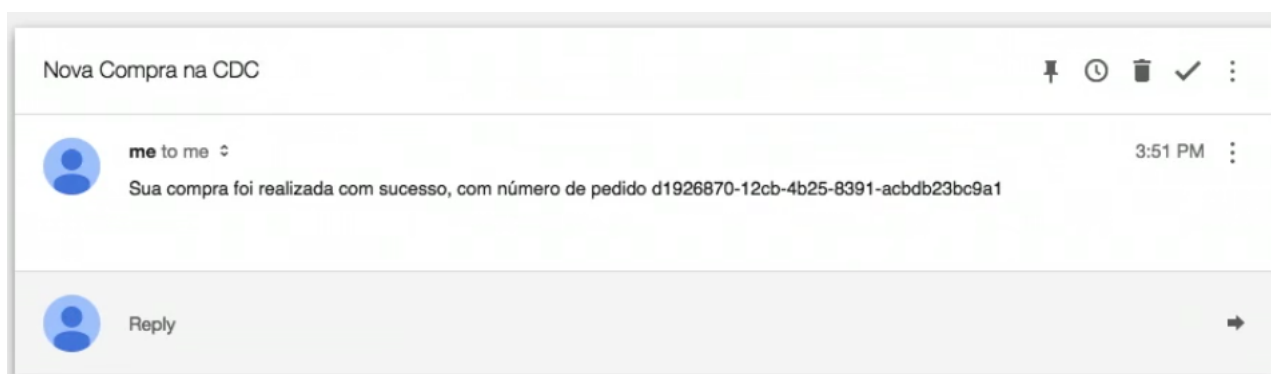 Nova Compra na CDC
me to me
3:51 PM
Sua compra foi realizada com sucesso, com número de pedido d1926870-12cb-4b25-8391-acbdb23bc9a1
Reply